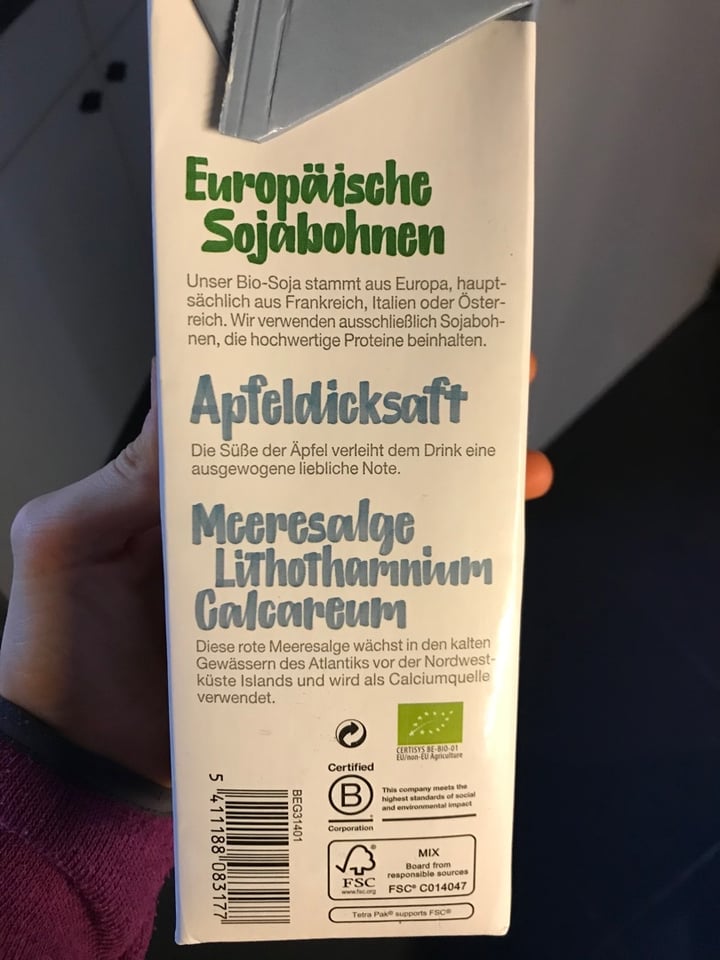 Europäische
Sojabohnen
Unser Bio-Soja stammt aus Europa, haupt-
sächlich aus Frankreich, Italien oder Öster-
reich. Wir verwenden ausschließlich Sojaboh-
nen, die hochwertige Proteine beinhalten.
Apfeldicksaft
Die Süße der Äpfel verleiht dem Drink eine
ausgewogene liebliche Note.
Meeresalge
Lithothamnium
Calcareum
Diese rote Meeresalge wächst in den kalten
Gewässern des Atlantiks vor der Nordwest-
küste Islands und wird als Calciumquelle
verwendet.
CERTISYS BE-BIO-01
EU/non-EU Agriculture
Certified
B
Corporation
This company meets the
highest standards of social
and environmental impact
BEG31401
5 411188 083177
FSC
www.fsc.org
MIX
Board from
responsible sources
FSC® C014047
Tetra Pak® supports FSC®